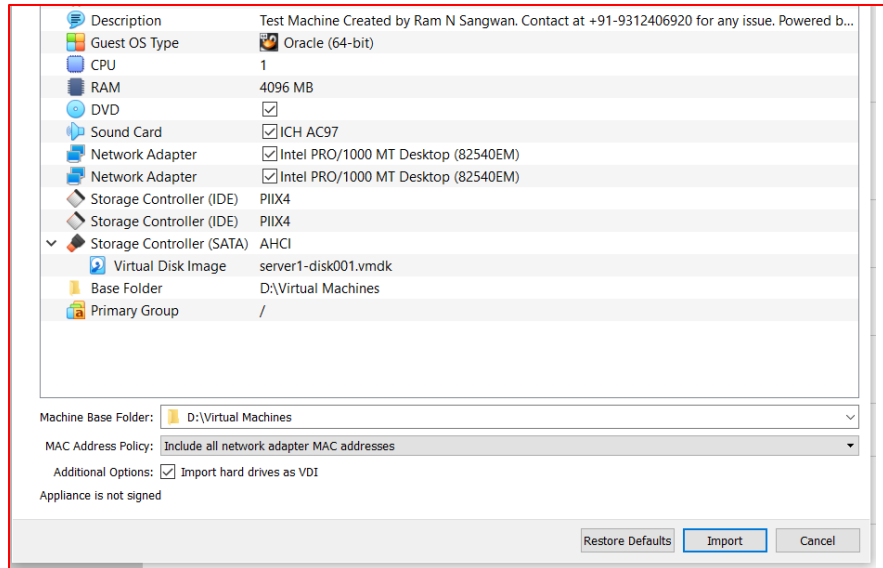 Description Test Machine Created by Ram N Sangwan. Contact at +91-9312406920 for any issue. Powered b...
Guest OS Type Oracle (64-bit)
CPU 1
RAM 4096 MB
DVD
Sound Card ICH AC97
Network Adapter Intel PRO/1000 MT Desktop (82540EM)
Network Adapter Intel PRO/1000 MT Desktop (82540EM)
Storage Controller (IDE) PIIX4
Storage Controller (IDE) PIIX4
Storage Controller (SATA) AHCI
Virtual Disk Image server1-disk001.vmdk
Base Folder D:\Virtual Machines
Primary Group /
Machine Base Folder: D:\Virtual Machines
MAC Address Policy: Include all network adapter MAC addresses
Additional Options: Import hard drives as VDI
Appliance is not signed
Restore Defaults Import Cancel